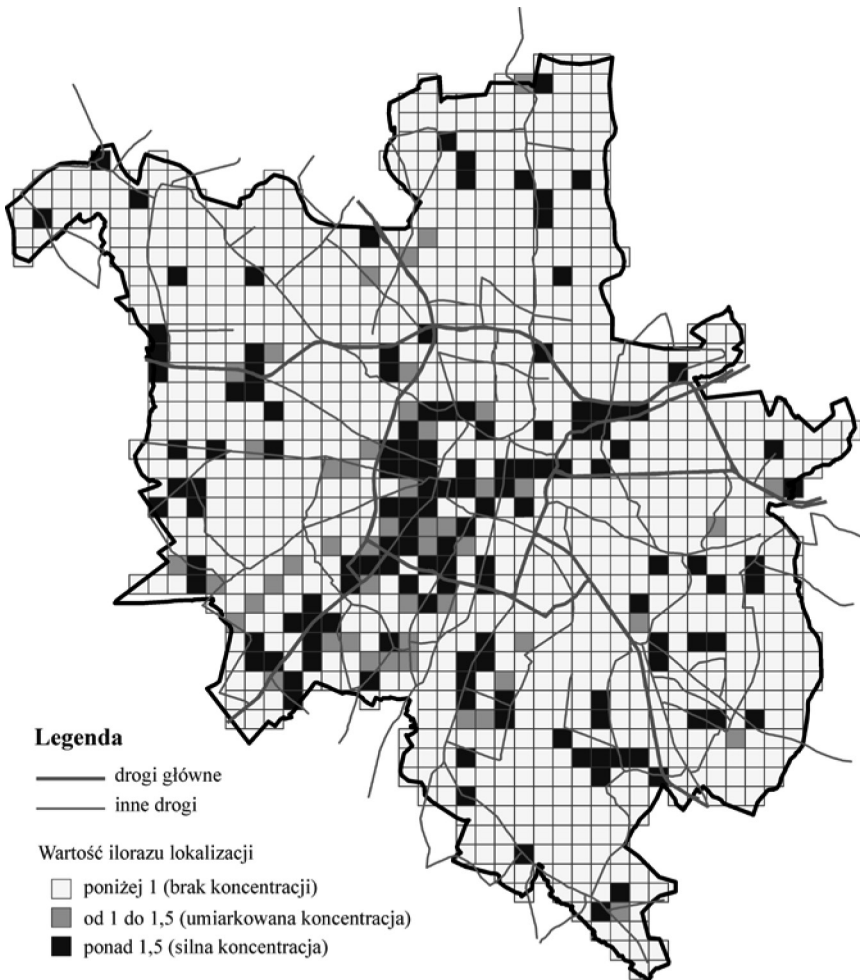 Legenda
drogi główne
inne drogi
Wartość ilorazu lokalizacji
poniżej 1 (brak koncentracji)
od 1 do 1,5 (umiarkowana koncentracja)
ponad 1,5 (silna koncentracja)